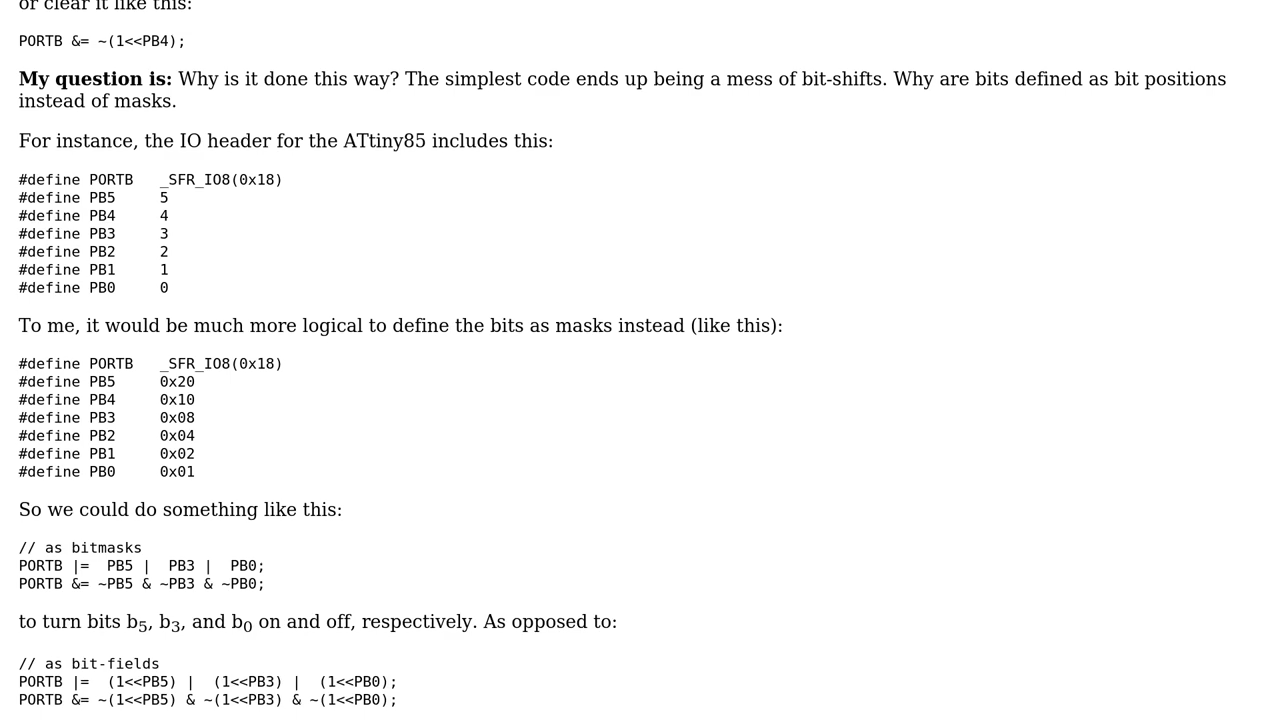 or clear it like this:
PORTB &= ~(1<<PB4);
My question is: Why is it done this way? The simplest code ends up being a mess of bit-shifts. Why are bits defined as bit positions
instead of masks.
For instance, the IO header for the ATtiny85 includes this:
#define PORTB   _SFR_IO8(0x18)
#define PB5     5
#define PB4     4
#define PB3     3
#define PB2     2
#define PB1     1
#define PB0     0
To me, it would be much more logical to define the bits as masks instead (like this):
#define PORTB   _SFR_IO8(0x18)
#define PB5     0x20
#define PB4     0x10
#define PB3     0x08
#define PB2     0x04
#define PB1     0x02
#define PB0     0x01
So we could do something like this:
// as bitmasks
PORTB |=  PB5 |  PB3 |  PB0;
PORTB &= ~PB5 & ~PB3 & ~PB0;
to turn bits b5, b3, and b0 on and off, respectively. As opposed to:
// as bit-fields
PORTB |=  (1<<PB5) |  (1<<PB3) |  (1<<PB0);
PORTB &= ~(1<<PB5) & ~(1<<PB3) & ~(1<<PB0);